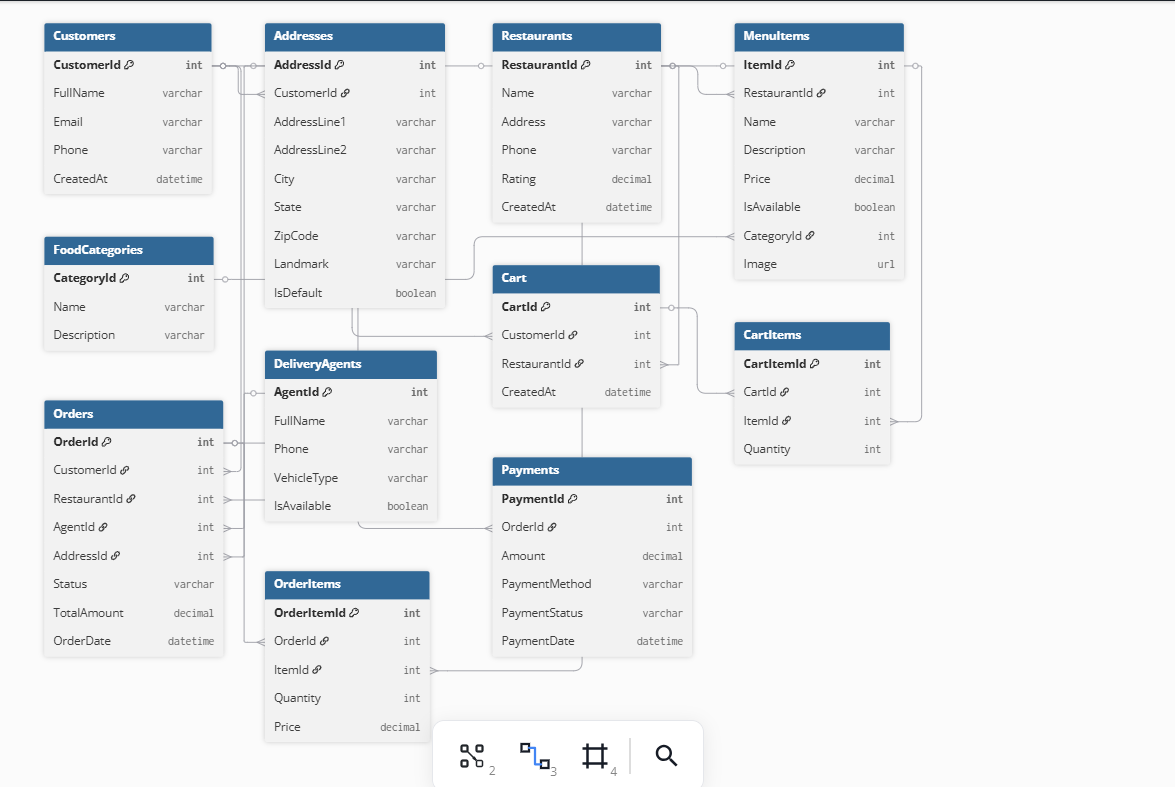 Customers
CustomerId int
FullName varchar
Email varchar
Phone varchar
CreatedAt datetime
Addresses
AddressId int
CustomerId int
AddressLine1 varchar
AddressLine2 varchar
City varchar
State varchar
ZipCode varchar
Landmark varchar
IsDefault boolean
Restaurants
RestaurantId int
Name varchar
Address varchar
Phone varchar
Rating decimal
CreatedAt datetime
MenuItems
ItemId int
RestaurantId int
Name varchar
Description varchar
Price decimal
IsAvailable boolean
CategoryId int
Image url
FoodCategories
CategoryId int
Name varchar
Description varchar
Cart
CartId int
CustomerId int
RestaurantId int
CreatedAt datetime
CartItems
CartItemId int
CartId int
ItemId int
Quantity int
DeliveryAgents
AgentId int
FullName varchar
Phone varchar
VehicleType varchar
IsAvailable boolean
Orders
OrderId int
CustomerId int
RestaurantId int
AgentId int
AddressId int
Status varchar
TotalAmount decimal
OrderDate datetime
Payments
PaymentId int
OrderId int
Amount decimal
PaymentMethod varchar
PaymentStatus varchar
PaymentDate datetime
OrderItems
OrderItemId int
OrderId int
ItemId int
Quantity int
Price decimal
2 3 4